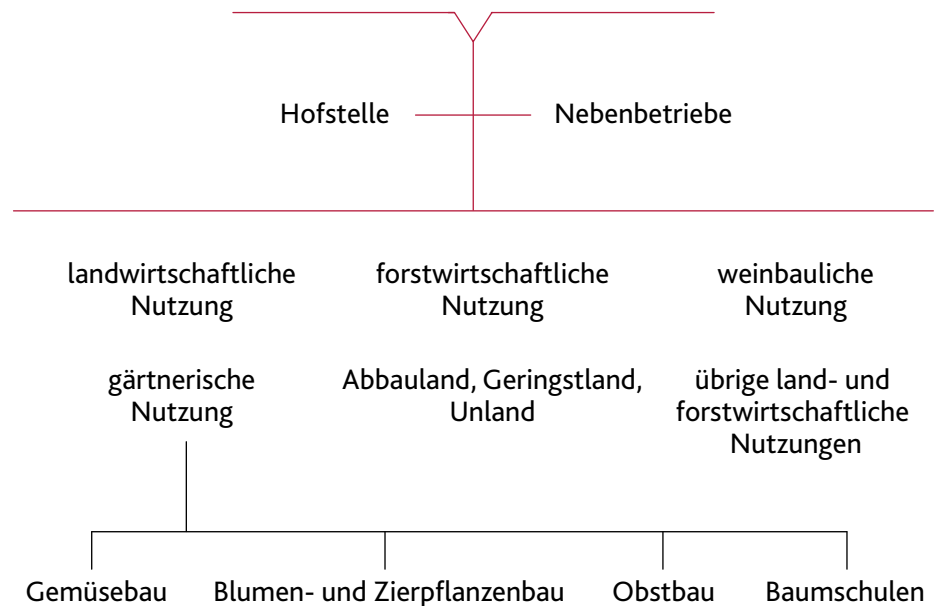 Hofstelle
Nebenbetriebe
landwirtschaftliche
Nutzung
forstwirtschaftliche
Nutzung
weinbauliche
Nutzung
gärtnerische
Nutzung
Abbauland, Geringstland,
Unland
übrige land- und
forstwirtschaftliche
Nutzungen
Gemüsebau
Blumen- und Zierpflanzenbau
Obstbau
Baumschulen